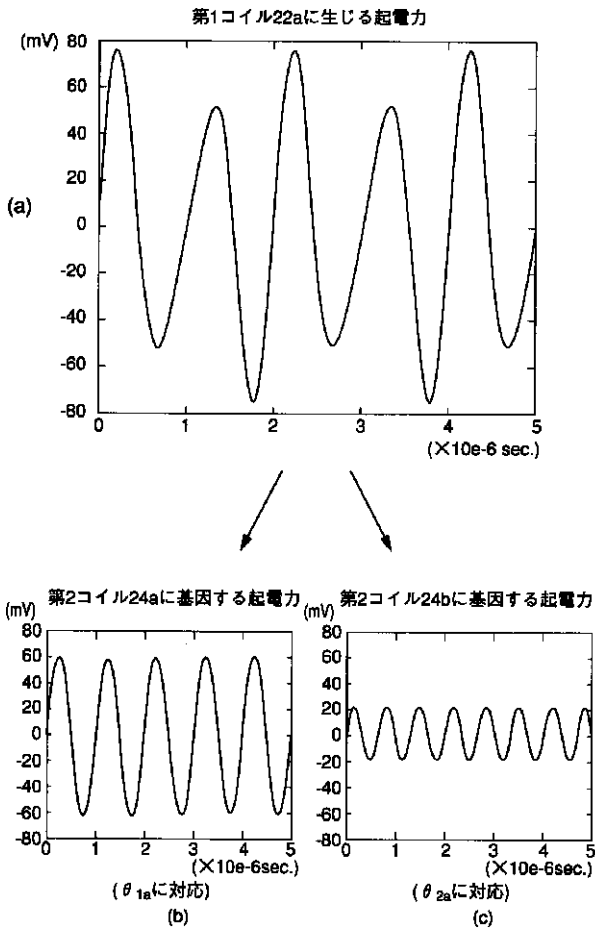 第1コイル22aに生じる起電力
(mV)
80
60
40
20
0
-20
-40
-60
-80
(a)
0 1 2 3 4 5
(×10e-6 sec.)
第2コイル24aに基因する起電力
(mV)
80
60
40
20
0
-20
-40
-60
-80
0 1 2 3 4 5
(×10e-6sec.)
(θ1aに対応)
(b)
第2コイル24bに基因する起電力
(mV)
80
60
40
20
0
-20
-40
-60
-80
0 1 2 3 4 5
(×10e-6sec.)
(θ2aに対応)
(c)